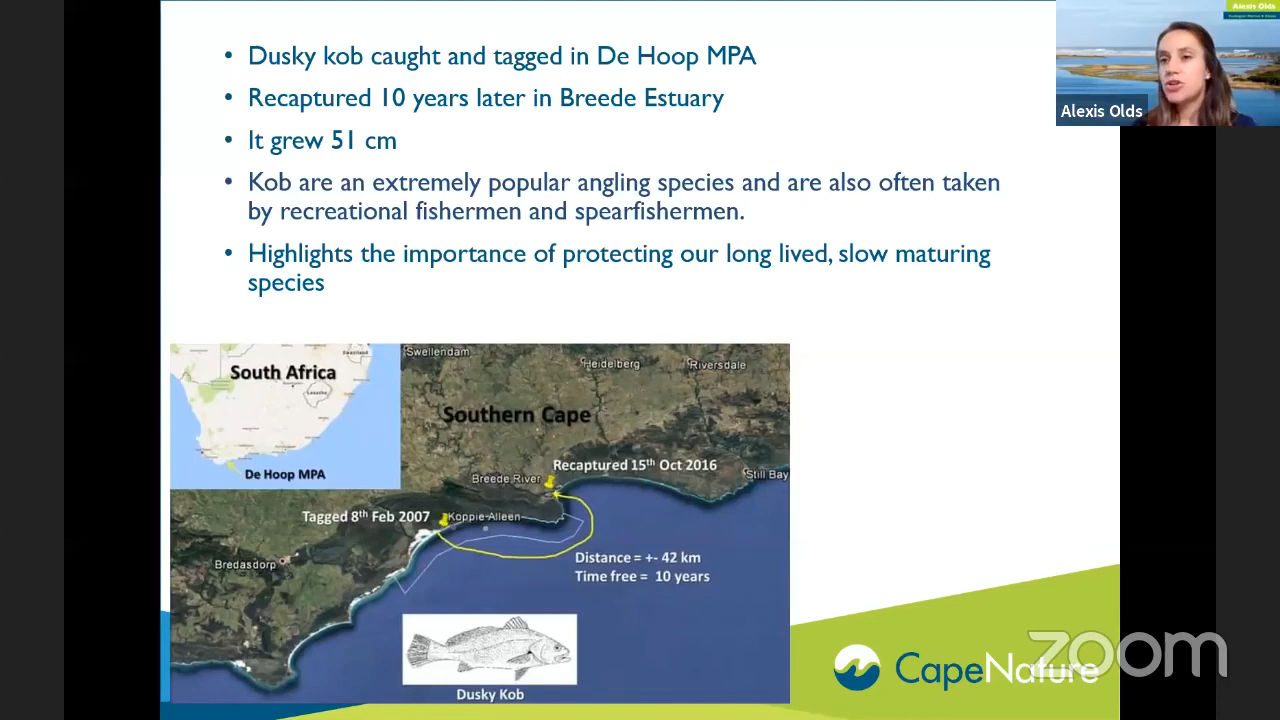 • Dusky kob caught and tagged in De Hoop MPA
• Recaptured 10 years later in Breede Estuary
• It grew 51 cm
• Kob are an extremely popular angling species and are also often taken
by recreational fishermen and spearfishermen.
• Highlights the importance of protecting our long lived, slow maturing
species
Alexis Olds
Alexis Olds
Swaziland
South Africa
Lesotho
De Hoop MPA
Swellendam
Heidelberg
Riversdale
Southern Cape
Recaptured 15th Oct 2016
Still Bay
Breede River
Tagged 8th Feb 2007
Koppie Alleen
Bredasdorp
Distance = +- 42 km
Time free = 10 years
Dusky Kob
CapeNature
zoom